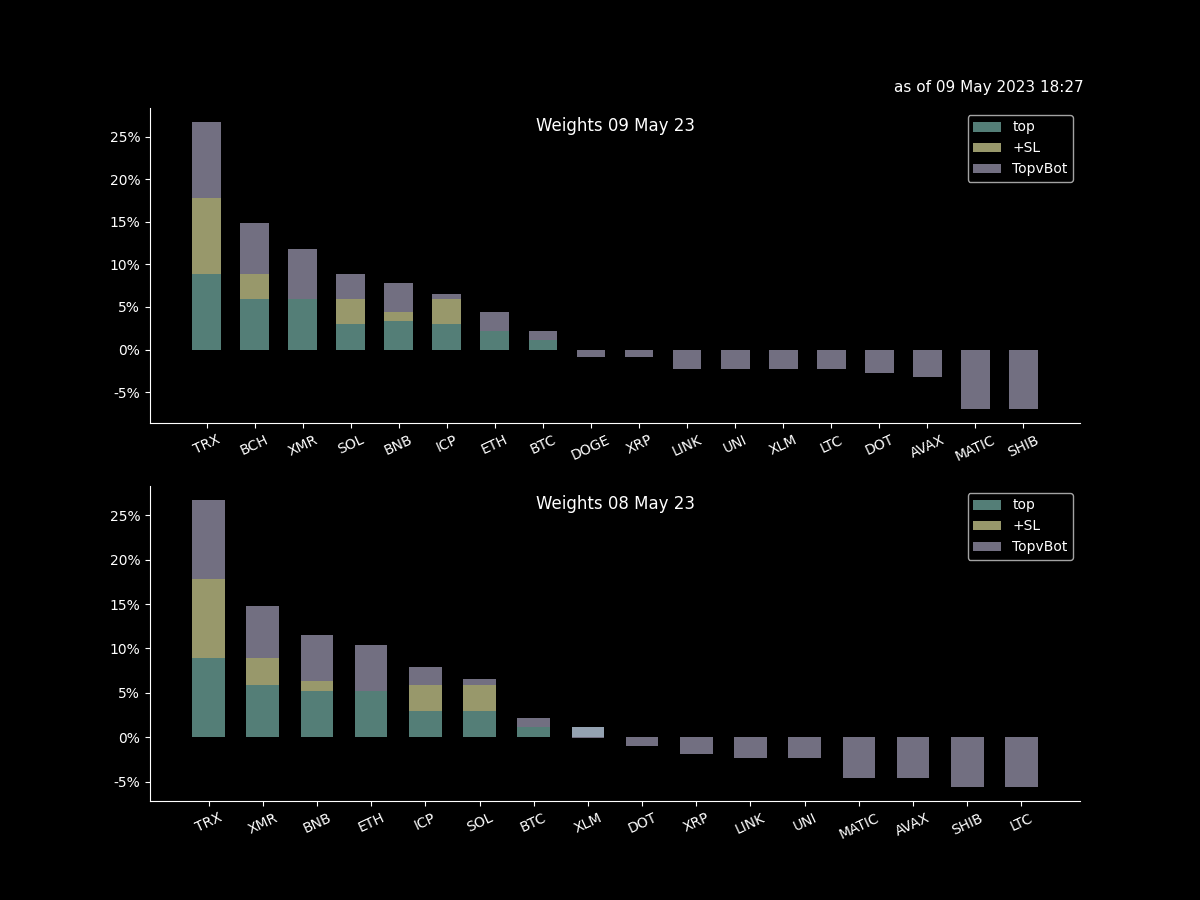 as of 09 May 2023 18:27
Weights 09 May 23
top
+SL
TopvBot
25%
20%
15%
10%
5%
0%
-5%
TRX BCH XMR SOL BNB ICP ETH BTC DOGE XRP LINK UNI XLM LTC DOT AVAX MATIC SHIB
Weights 08 May 23
top
+SL
TopvBot
25%
20%
15%
10%
5%
0%
-5%
TRX XMR BNB ETH ICP SOL BTC XLM DOT XRP LINK UNI MATIC AVAX SHIB LTC